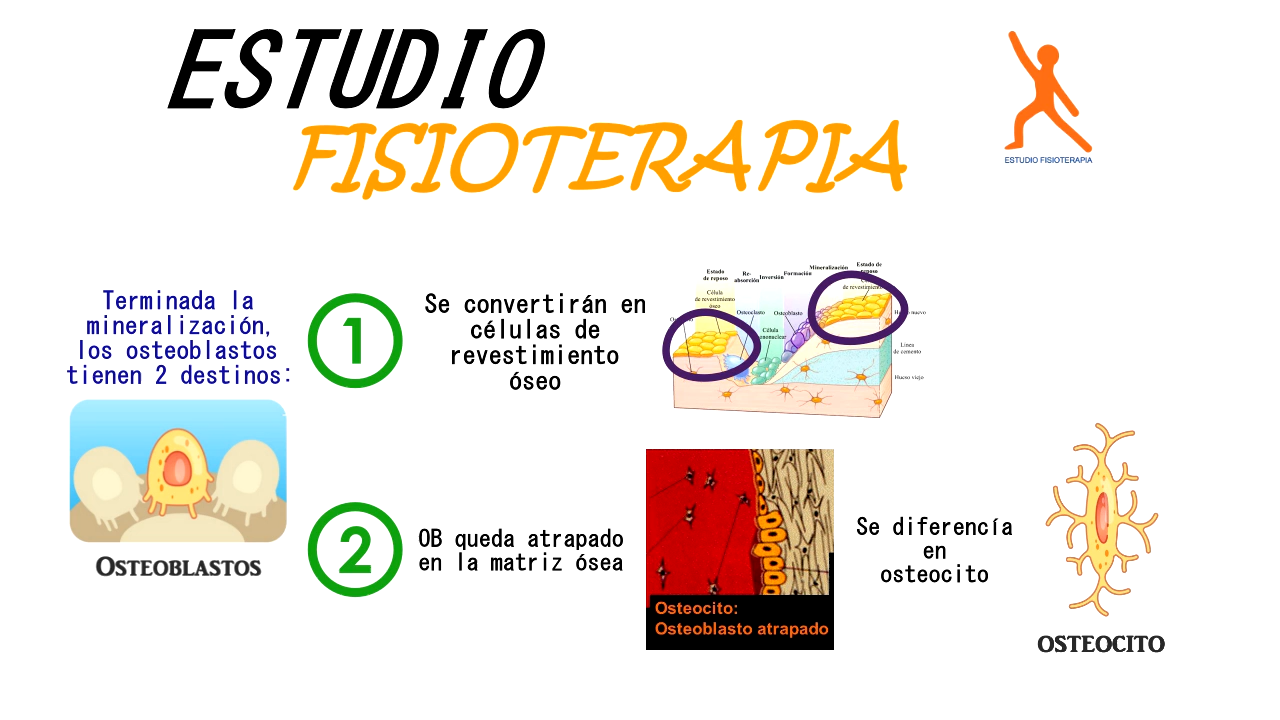 ESTUDIO
FISIOTERAPIA
ESTUDIO FISIOTERAPIA
Terminada la
mineralización,
los osteoblastos
tienen 2 destinos:
OSTEOBLASTOS
1
Se convertirán en
células de
revestimiento
óseo
Estado
de reposo
Re-
absorción
Inversión
Formación
Mineralización
Estado de
reposo
Célula
de revestimiento
óseo
Osteoclasto
Osteoblasto
Célula
de revestimiento
Línea
de cemento
Hueso viejo
2
OB queda atrapado
en la matriz ósea
Osteocito:
Osteoblasto atrapado
Se diferencía
en
osteocito
OSTEOCITO